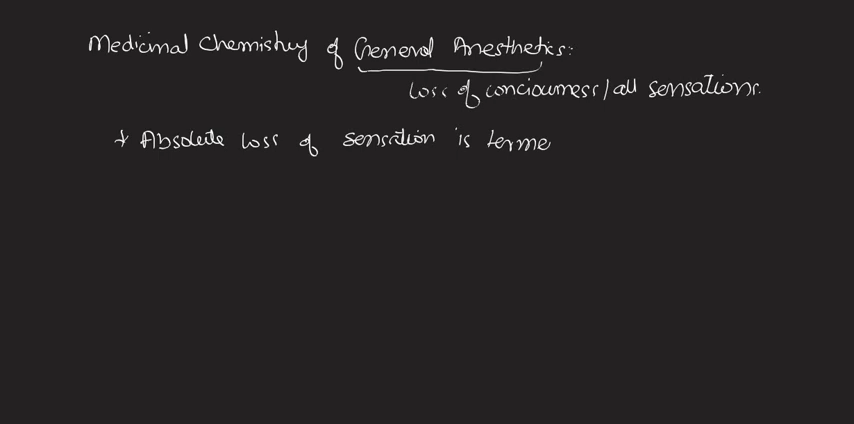 Medicinal Chemistry of General Anesthetics:
Loss of conciousness/all sensations.
* Absolute loss of sensation is terme